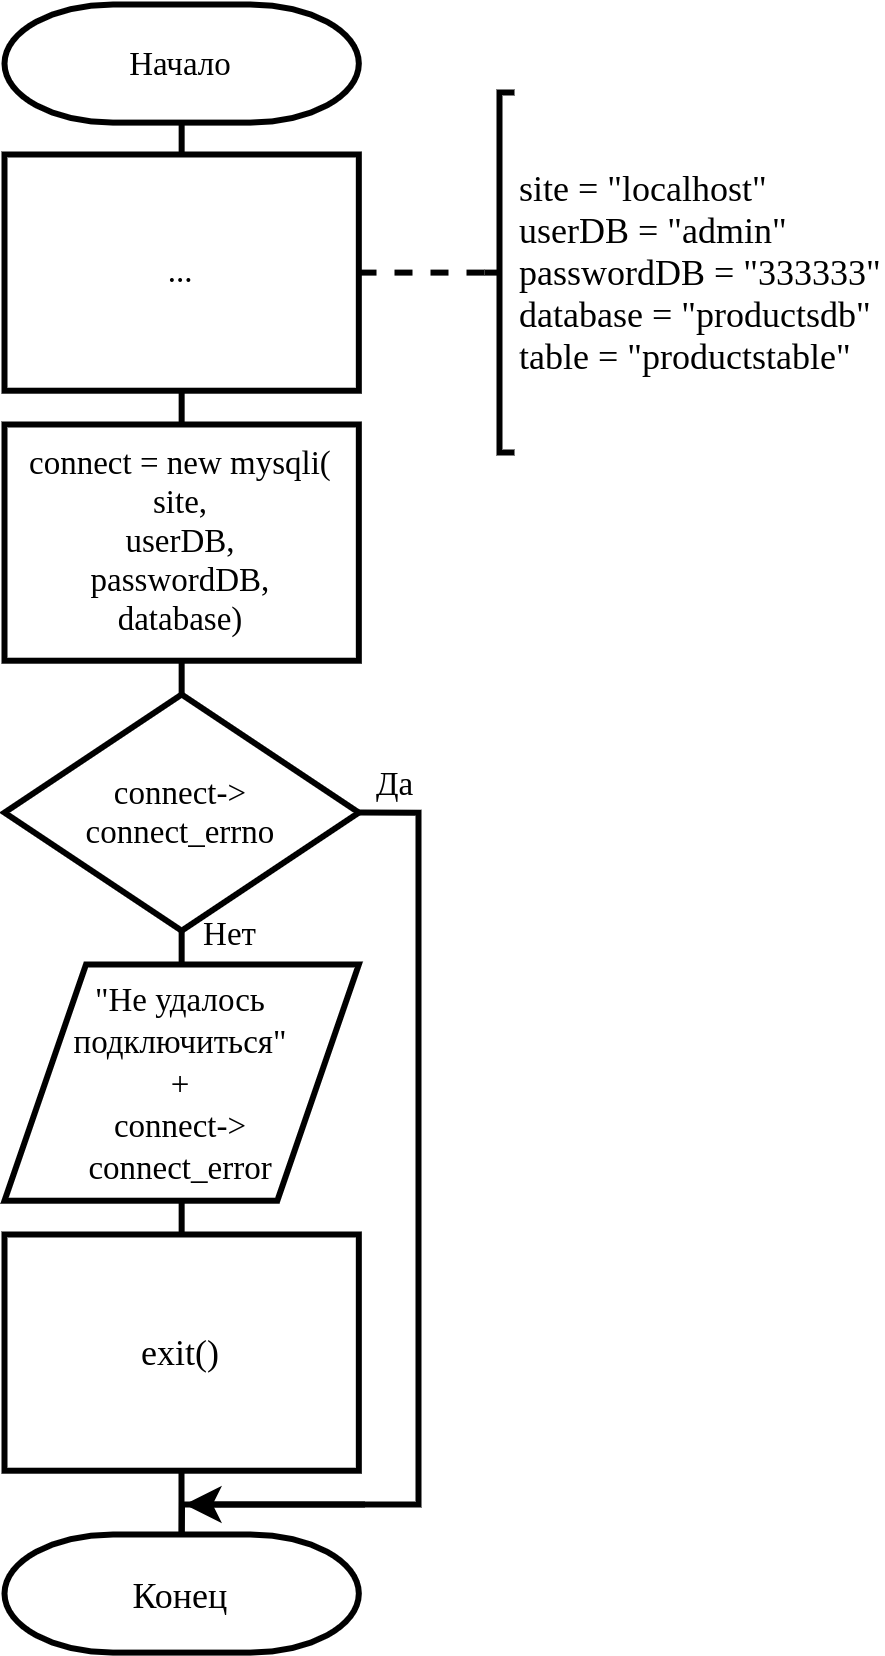 Начало
...
site = "localhost"
userDB = "admin"
passwordDB = "333333"
database = "productsdb"
table = "productstable"
connect = new mysqli(
site,
userDB,
passwordDB,
database)
connect->
connect_errno
Да
Нет
"Не удалось
подключиться"
+
connect->
connect_error
exit()
Конец